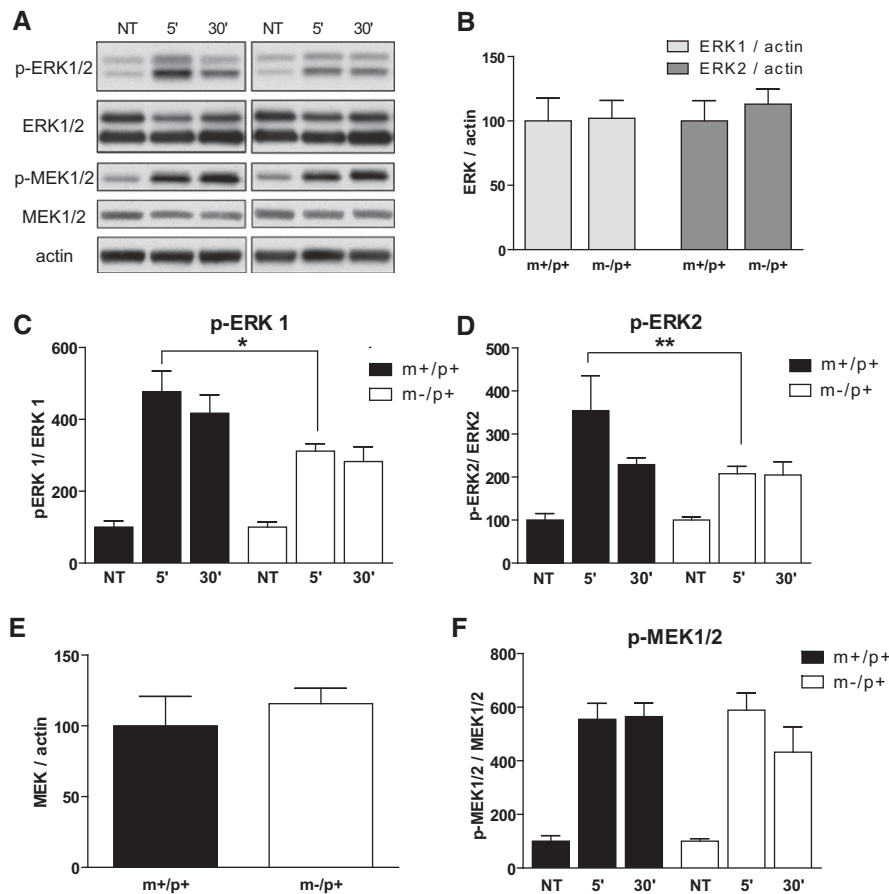 A
NT 5' 30' NT 5' 30'
p-ERK1/2
ERK1/2
p-MEK1/2
MEK1/2
actin
B
ERK1 / actin
ERK2 / actin
ERK / actin
150
100
50
0
m+/p+ m-/p+ m+/p+ m-/p+
C
p-ERK 1
*
m+/p+
m-/p+
pERK 1/ ERK 1
600
400
200
0
NT 5' 30' NT 5' 30'
D
p-ERK2
**
m+/p+
m-/p+
p-ERK2/ ERK2
500
400
300
200
100
0
NT 5' 30' NT 5' 30'
E
MEK / actin
150
100
50
0
m+/p+ m-/p+
F
p-MEK1/2
m+/p+
m-/p+
p-MEK1/2 / MEK1/2
800
600
400
200
0
NT 5' 30' NT 5' 30'